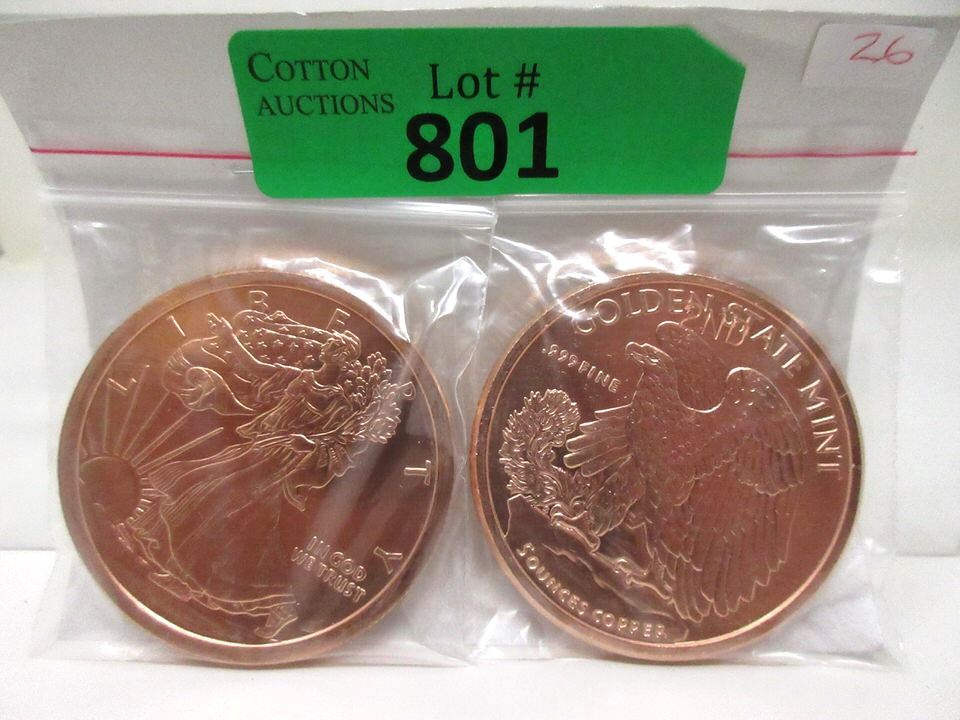 COTTON
AUCTIONS
Lot #
801
26
LIBERTY
IN GOD
WE TRUST
GOLDEN STATE MINT
.999 FINE
5 OUNCES COPPER